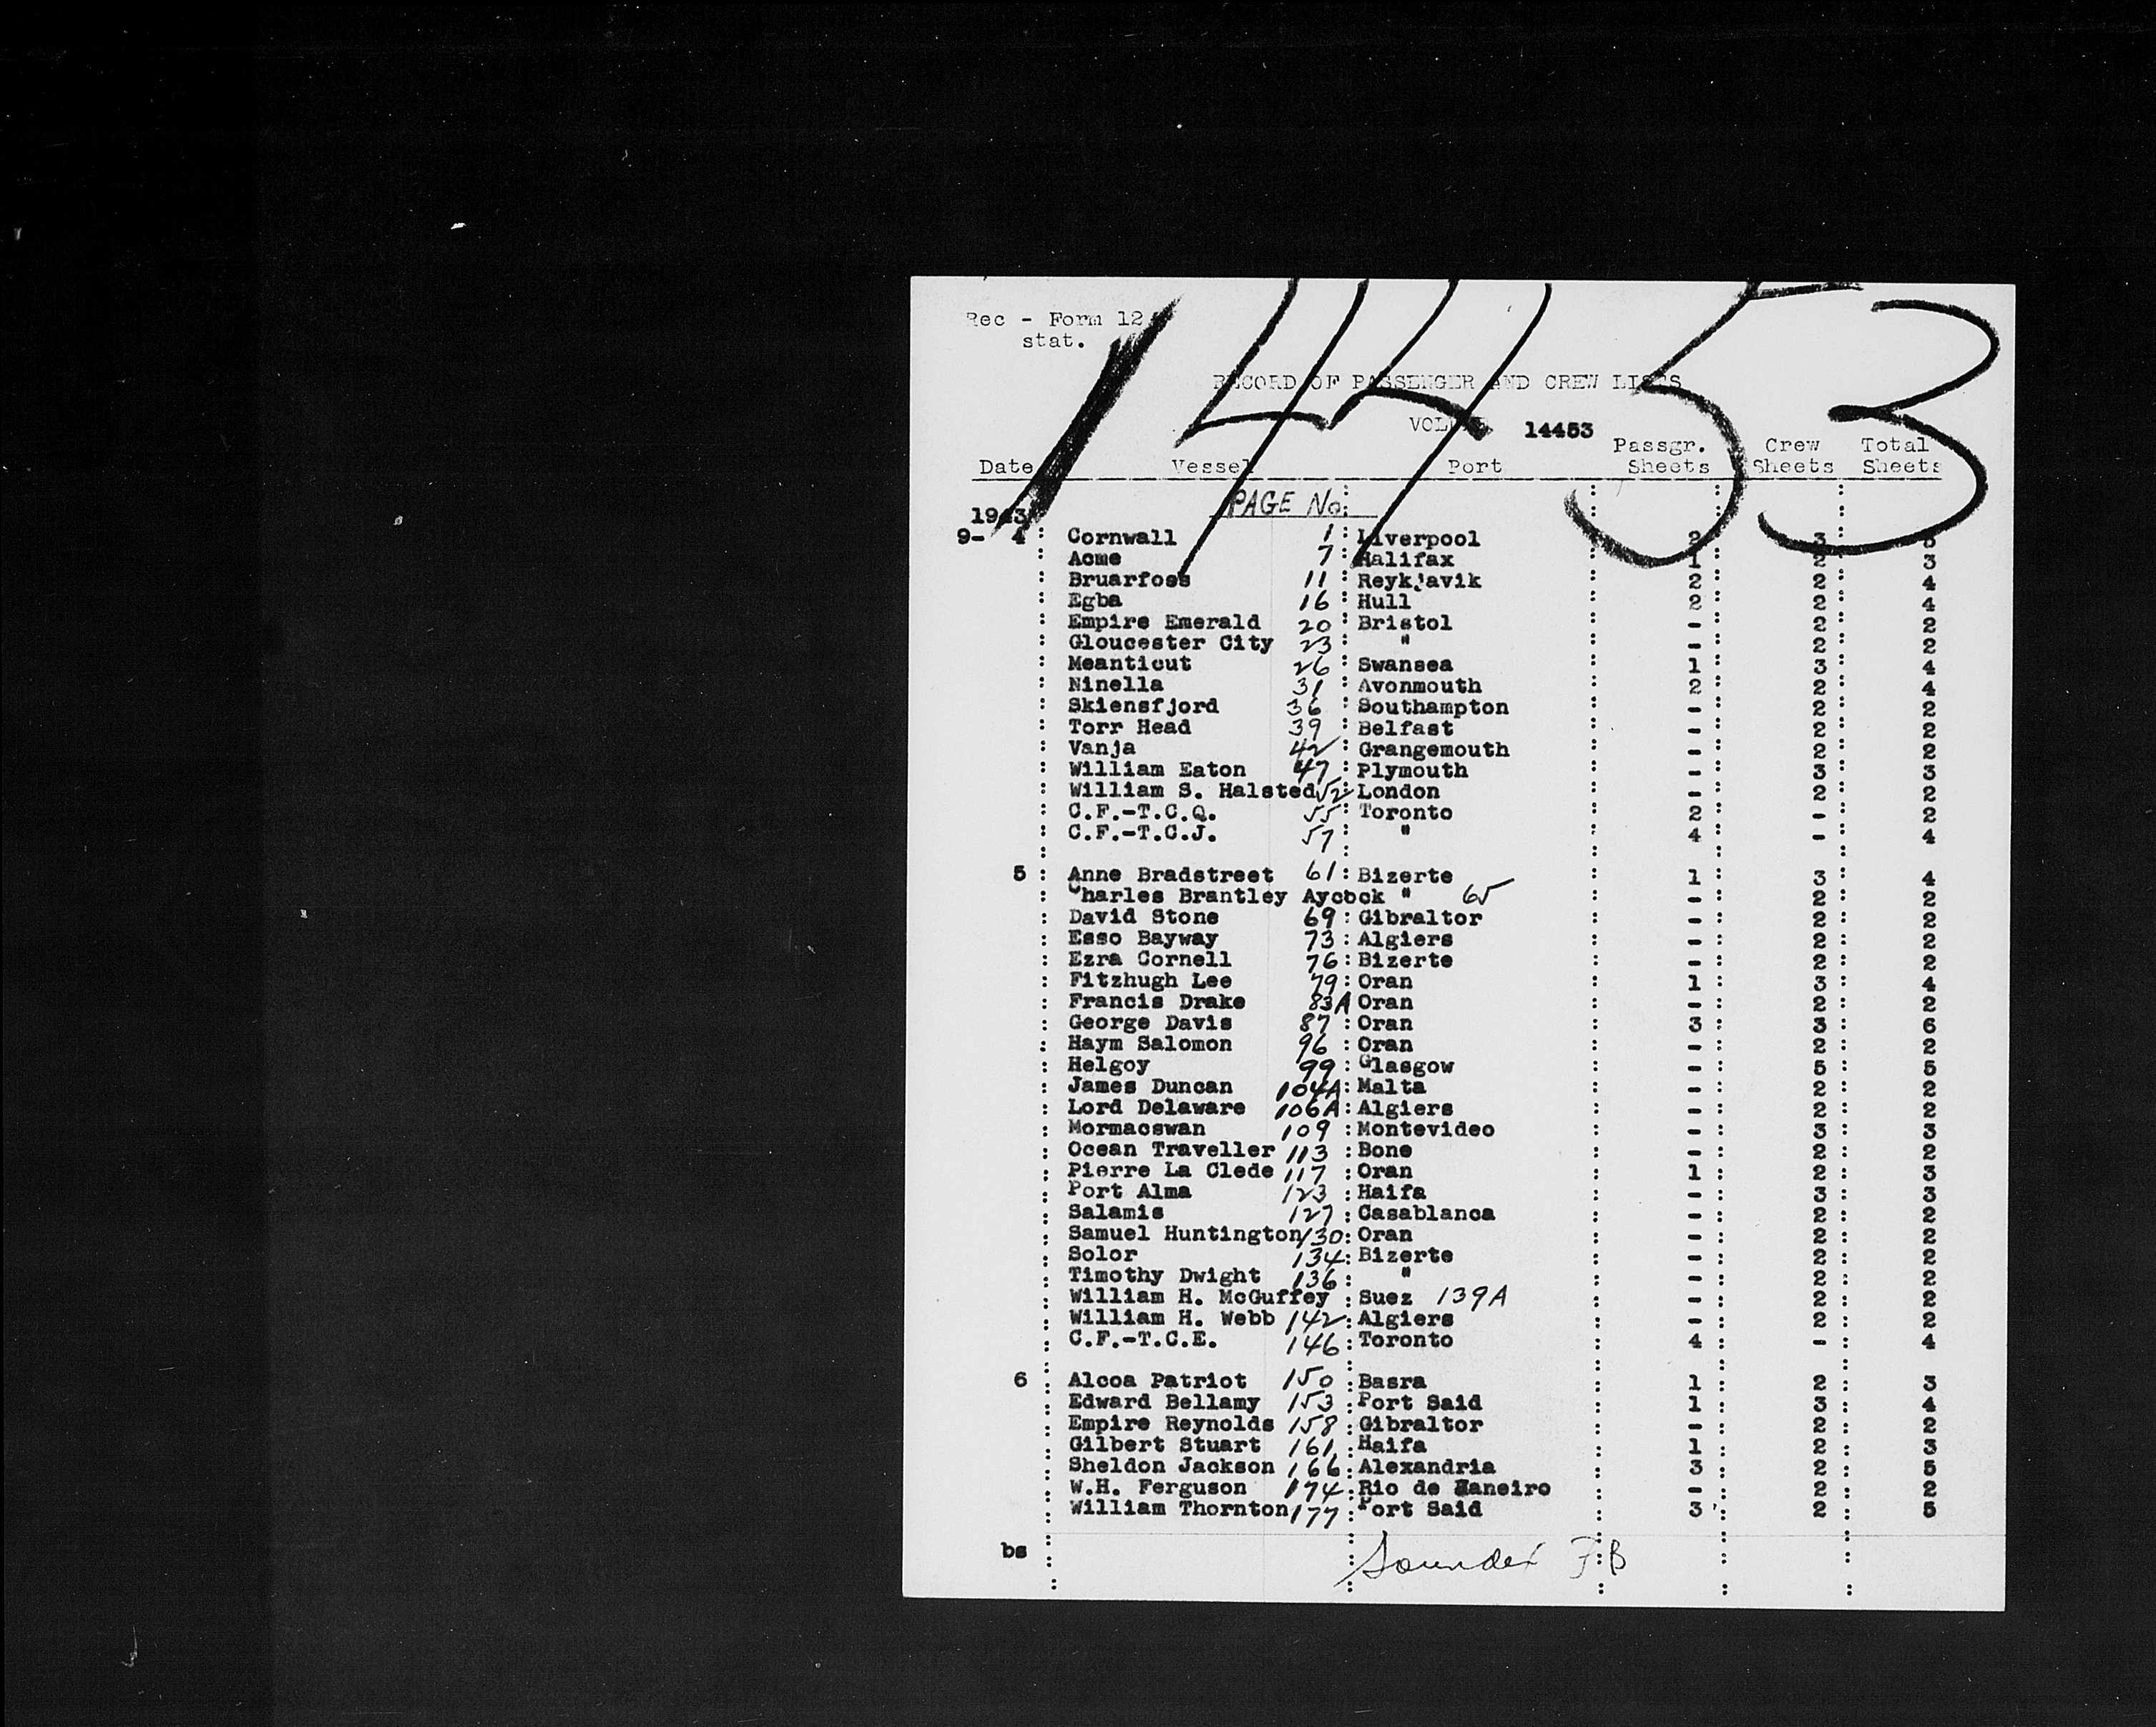 14453
Rec - Form 12
stat.
RECORD OF PASSENGER AND CREW LISTS
VOLUME 14453
Date Vessel Port Passgr. Sheets Crew Sheets Total Sheets
PAGE No.
1943
9- 4 Cornwall 1 Liverpool 2 3 5
Acme 7 Halifax 1 2 3
Bruarfoss 11 Reykjavik 2 2 4
Egba 16 Hull 2 2 4
Empire Emerald 20 Bristol - 2 2
Gloucester City 23 " - 2 2
Meanticut 26 Swansea 1 3 4
Ninella 31 Avonmouth 2 2 4
Skiensfjord 36 Southampton - 2 2
Torr Head 39 Belfast - 2 2
Vanja 42 Grangemouth - 2 2
William Eaton 47 Plymouth - 3 3
William S. Halsted 52 London - 2 2
C.F.-T.C.Q. 55 Toronto 2 - 2
C.F.-T.C.J. 57 " 4 - 4
5 Anne Bradstreet 61 Bizerte 1 3 4
Charles Brantley Aycock " 65 - 2 2
David Stone 69 Gibraltor - 2 2
Esso Bayway 73 Algiers - 2 2
Ezra Cornell 76 Bizerte - 2 2
Fitzhugh Lee 79 Oran 1 3 4
Francis Drake 83A Oran - 2 2
George Davis 87 Oran 3 3 6
Haym Salomon 96 Oran - 2 2
Helgoy 99 Glasgow - 5 5
James Duncan 104A Malta - 2 2
Lord Delaware 106A Algiers - 2 2
Mormacswan 109 Montevideo - 3 3
Ocean Traveller 113 Bone - 2 2
Pierre La Clede 117 Oran 1 2 3
Port Alma 123 Haifa - 3 3
Salamis 127 Casablanca - 2 2
Samuel Huntington 130 Oran - 2 2
Solor 134 Bizerte - 2 2
Timothy Dwight 136 " - 2 2
William H. McGuffey Suez 139A - 2 2
William H. Webb 142 Algiers - 2 2
C.F.-T.C.E. 146 Toronto 4 - 4
6 Alcoa Patriot 150 Basra 1 2 3
Edward Bellamy 153 Port Said 1 3 4
Empire Reynolds 158 Gibraltor - 2 2
Gilbert Stuart 161 Haifa 1 2 3
Sheldon Jackson 166 Alexandria 3 2 5
W.H. Ferguson 174 Rio de Janeiro - 2 2
William Thornton 177 Port Said 3 2 5
bs